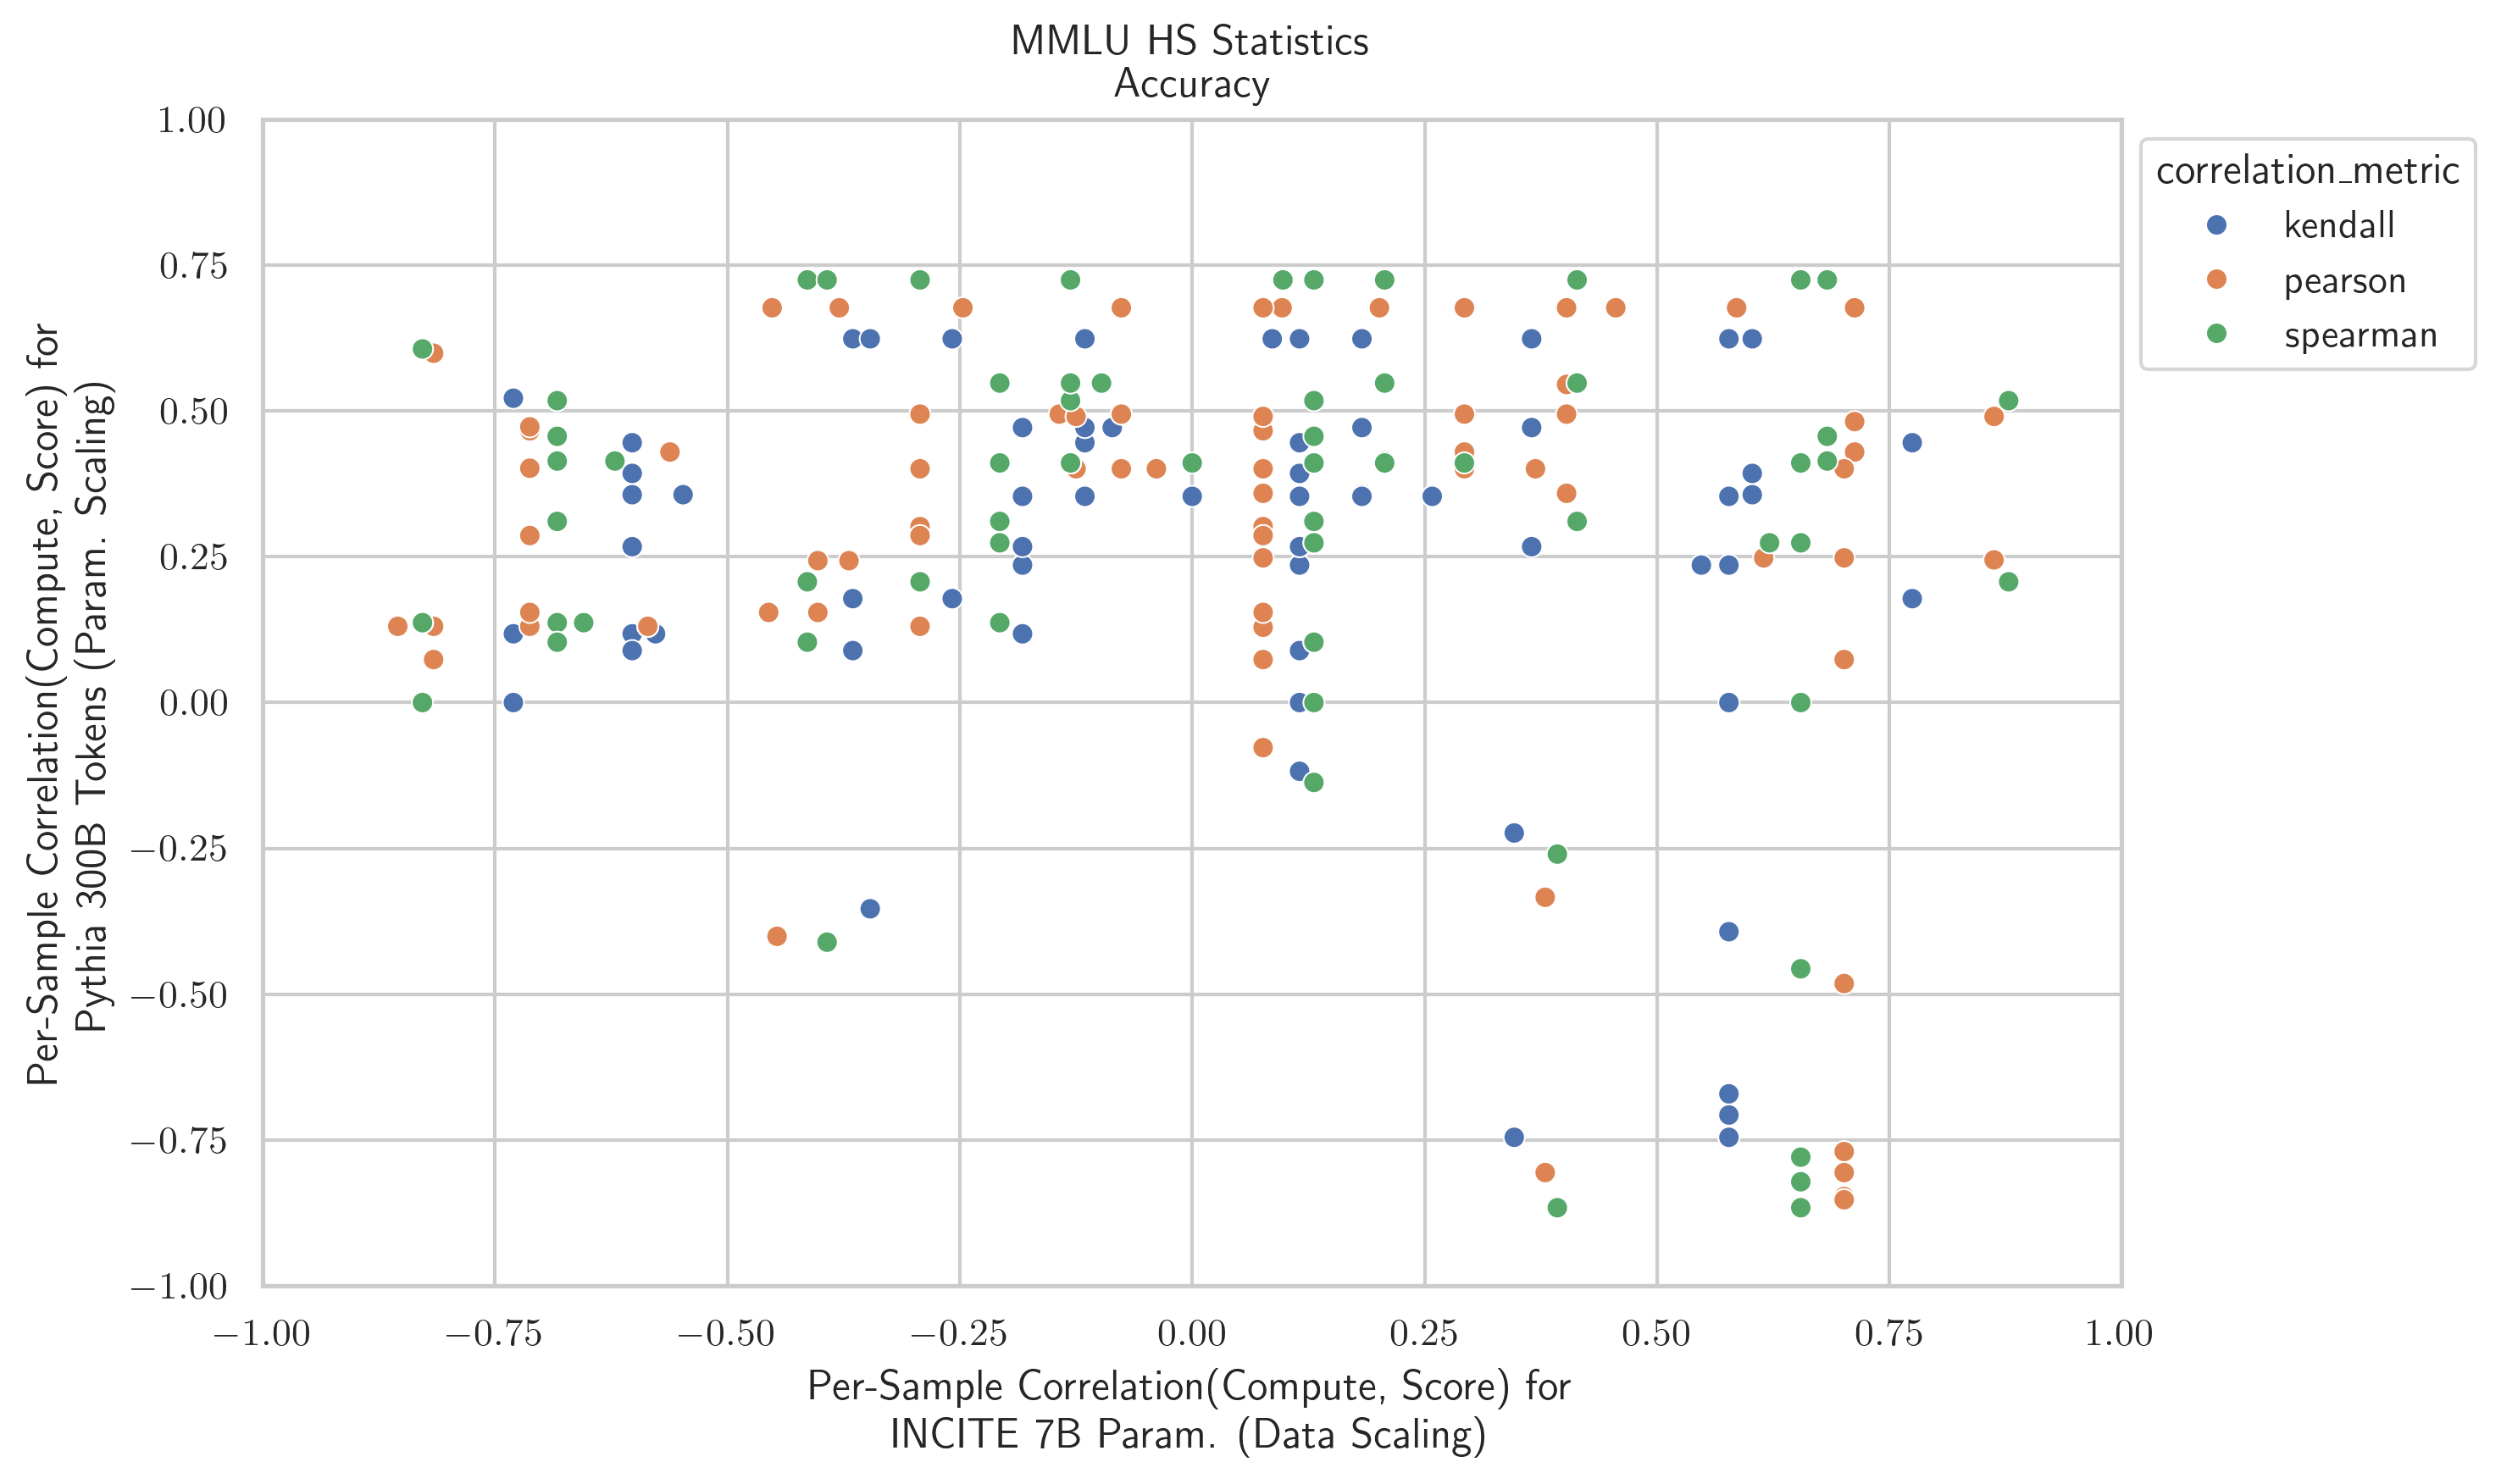 MMLU HS Statistics
Accuracy
1.00
0.75
0.50
0.25
0.00
−0.25
−0.50
−0.75
−1.00
Per-Sample Correlation(Compute, Score) for
Pythia 300B Tokens (Param. Scaling)
−1.00
−0.75
−0.50
−0.25
0.00
0.25
0.50
0.75
1.00
Per-Sample Correlation(Compute, Score) for
INCITE 7B Param. (Data Scaling)
correlation_metric
kendall
pearson
spearman